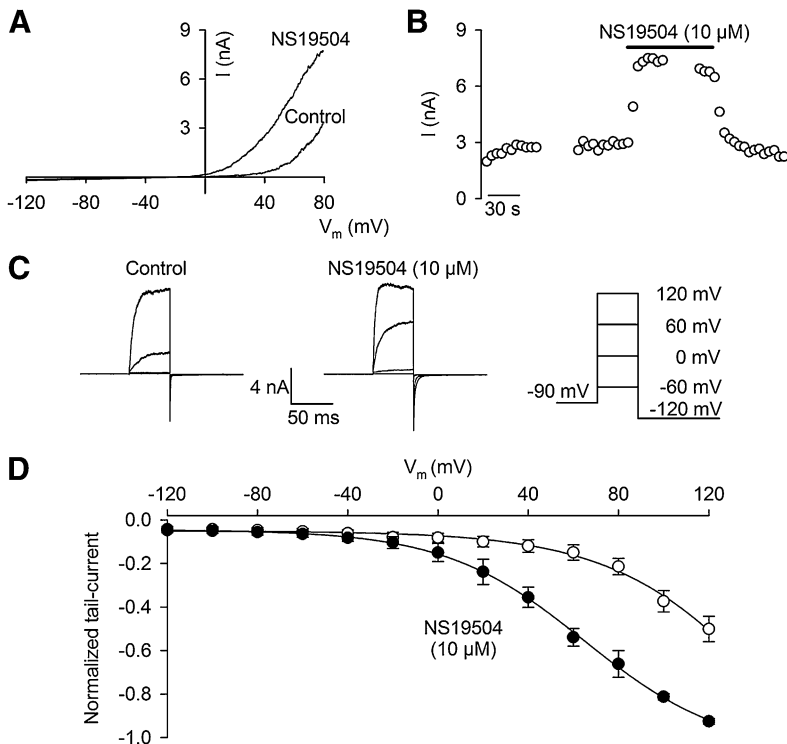 A
9
6
3
I (nA)
NS19504
Control
-120 -80 -40 40 80
Vm (mV)
B
NS19504 (10 µM)
9
6
3
0
I (nA)
30 s
C
Control
NS19504 (10 µM)
4 nA
50 ms
120 mV
60 mV
0 mV
-60 mV
-90 mV
-120 mV
D
Vm (mV)
-120 -80 -40 0 40 80 120
0.0
-0.2
-0.4
-0.6
-0.8
-1.0
Normalized tail-current
NS19504
(10 µM)